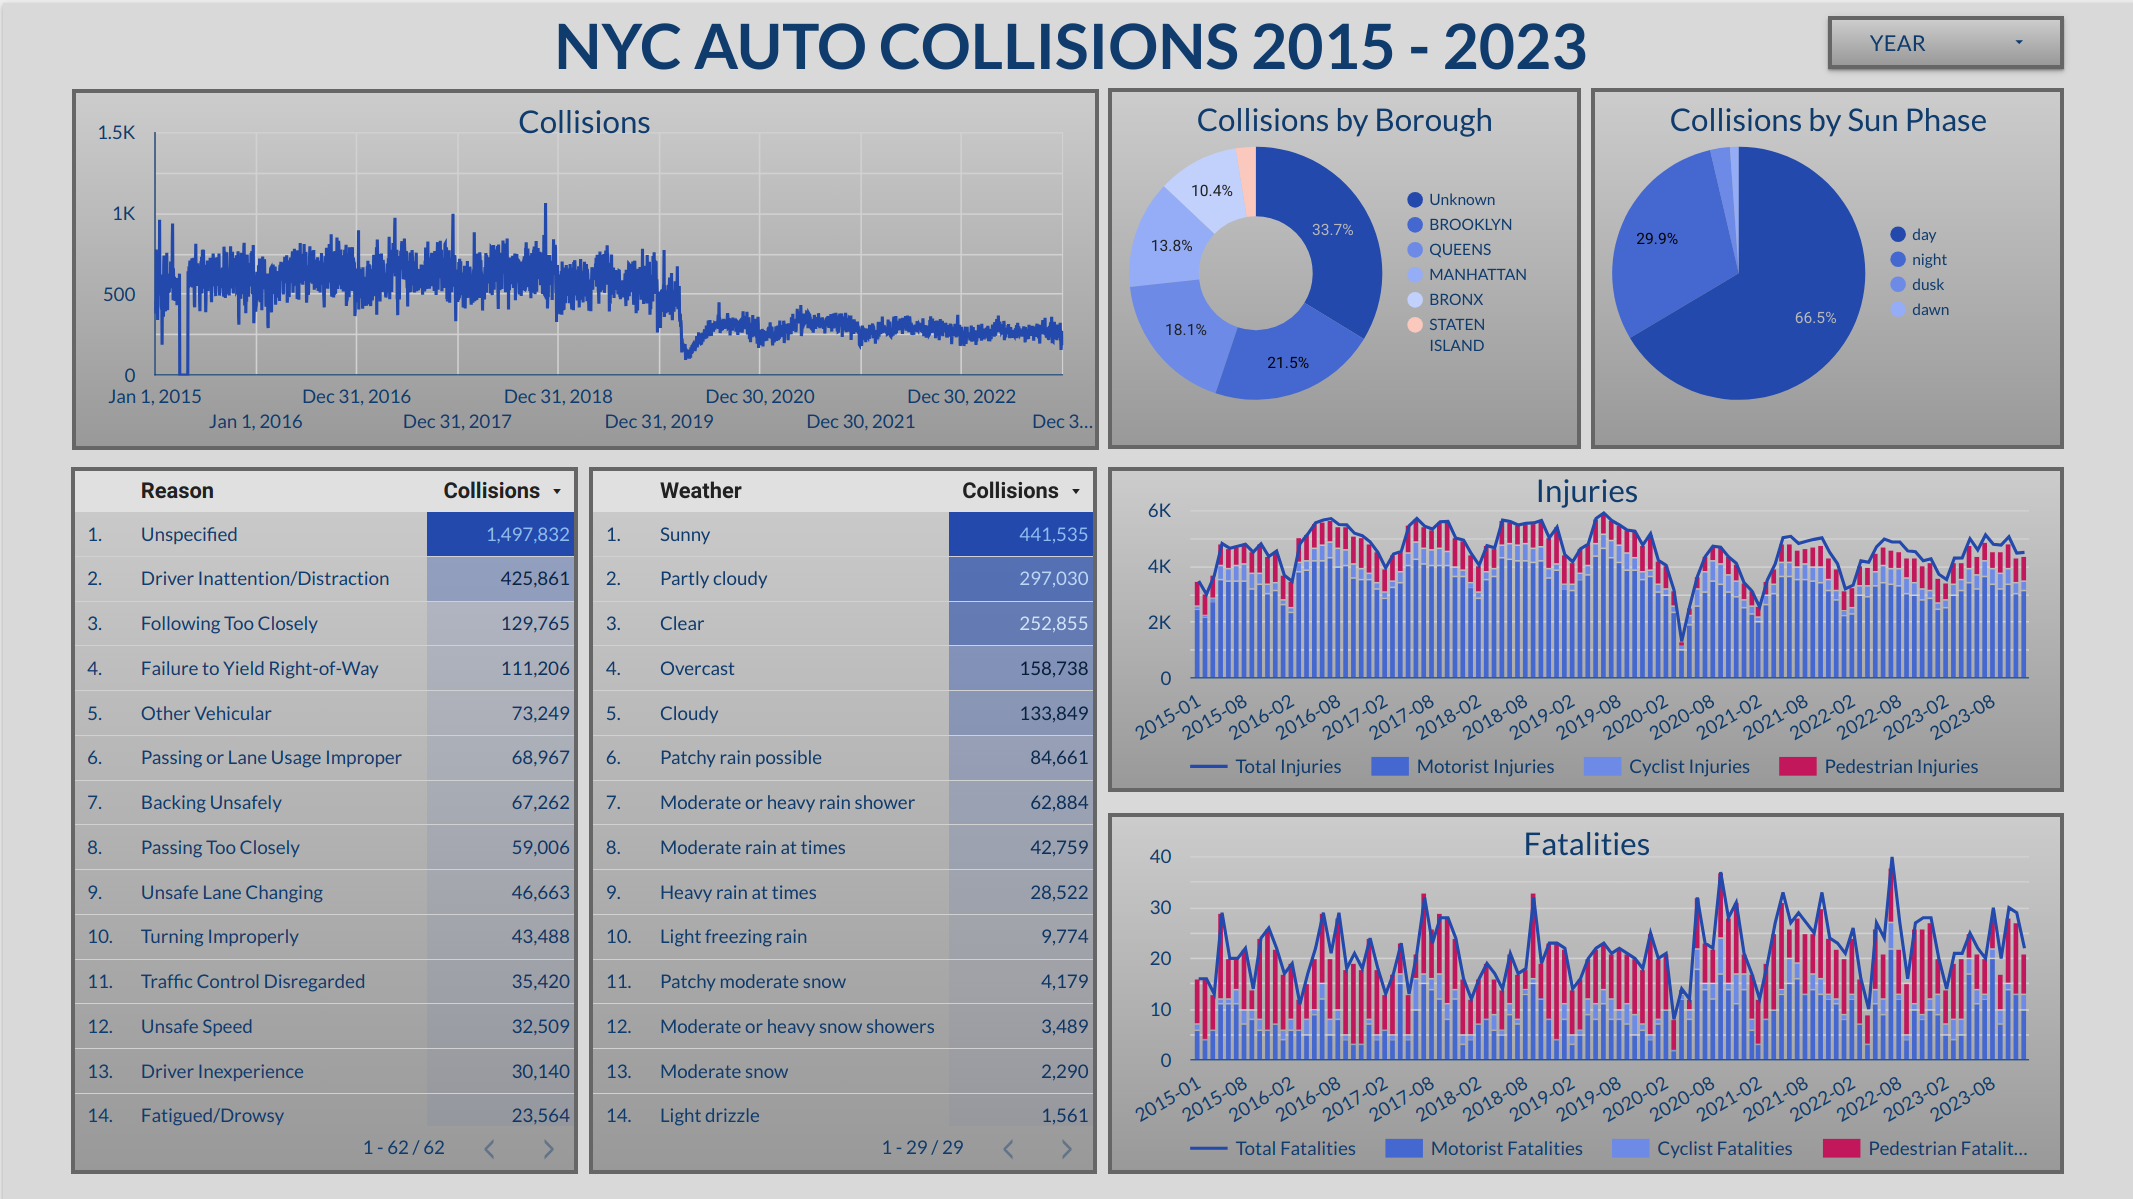 NYC AUTO COLLISIONS 2015 - 2023
YEAR
Collisions
1.5K
1K
500
0
Jan 1, 2015
Jan 1, 2016
Dec 31, 2016
Dec 31, 2017
Dec 31, 2018
Dec 31, 2019
Dec 30, 2020
Dec 30, 2021
Dec 30, 2022
Dec 3...
Collisions by Borough
33.7%
21.5%
18.1%
13.8%
10.4%
Unknown
BROOKLYN
QUEENS
MANHATTAN
BRONX
STATEN
ISLAND
Collisions by Sun Phase
66.5%
29.9%
day
night
dusk
dawn
Reason Collisions
1. Unspecified 1,497,832
2. Driver Inattention/Distraction 425,861
3. Following Too Closely 129,765
4. Failure to Yield Right-of-Way 111,206
5. Other Vehicular 73,249
6. Passing or Lane Usage Improper 68,967
7. Backing Unsafely 67,262
8. Passing Too Closely 59,006
9. Unsafe Lane Changing 46,663
10. Turning Improperly 43,488
11. Traffic Control Disregarded 35,420
12. Unsafe Speed 32,509
13. Driver Inexperience 30,140
14. Fatigued/Drowsy 23,564
1 - 62 / 62
Weather Collisions
1. Sunny 441,535
2. Partly cloudy 297,030
3. Clear 252,855
4. Overcast 158,738
5. Cloudy 133,849
6. Patchy rain possible 84,661
7. Moderate or heavy rain shower 62,884
8. Moderate rain at times 42,759
9. Heavy rain at times 28,522
10. Light freezing rain 9,774
11. Patchy moderate snow 4,179
12. Moderate or heavy snow showers 3,489
13. Moderate snow 2,290
14. Light drizzle 1,561
1 - 29 / 29
Injuries
6K
4K
2K
0
2015-01 2015-08 2016-02 2016-08 2017-02 2017-08 2018-02 2018-08 2019-02 2019-08 2020-02 2020-08 2021-02 2021-08 2022-02 2022-08 2023-02 2023-08
Total Injuries Motorist Injuries Cyclist Injuries Pedestrian Injuries
Fatalities
40
30
20
10
0
2015-01 2015-08 2016-02 2016-08 2017-02 2017-08 2018-02 2018-08 2019-02 2019-08 2020-02 2020-08 2021-02 2021-08 2022-02 2022-08 2023-02 2023-08
Total Fatalities Motorist Fatalities Cyclist Fatalities Pedestrian Fatalit...